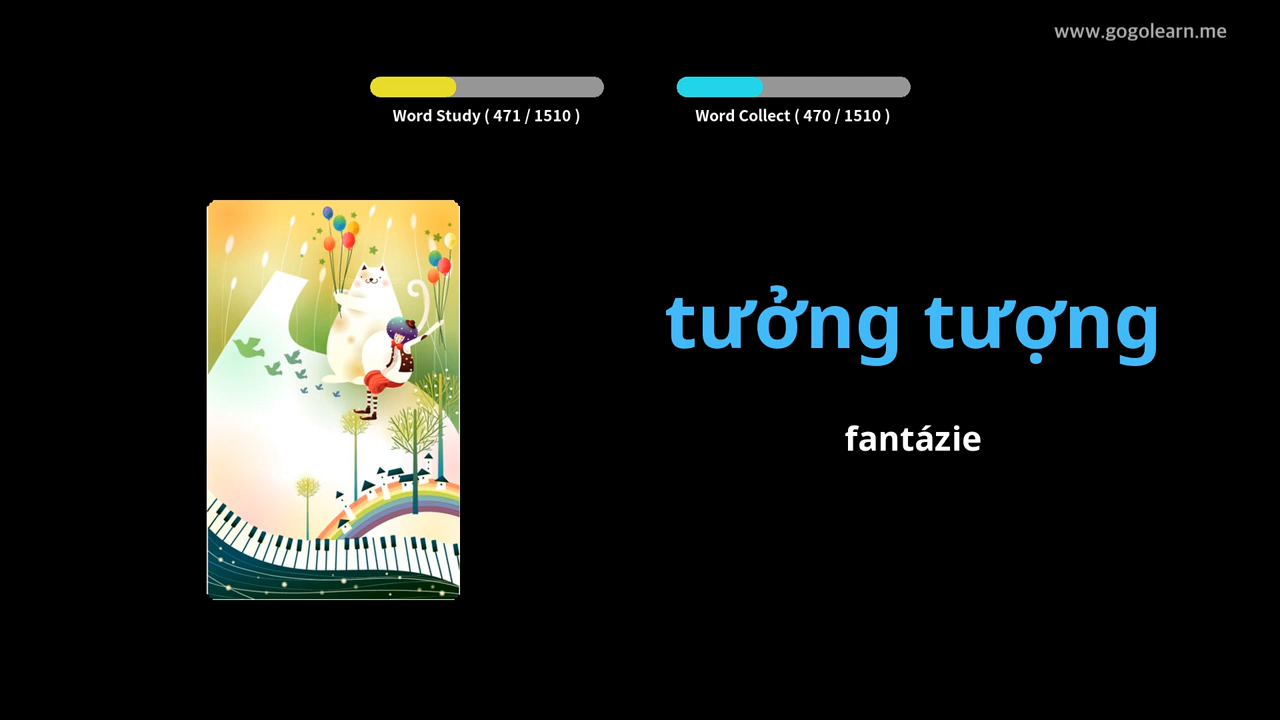 www.gogolearn.me
Word Study ( 471 / 1510 )
Word Collect ( 470 / 1510 )
tưởng tượng
fantázie